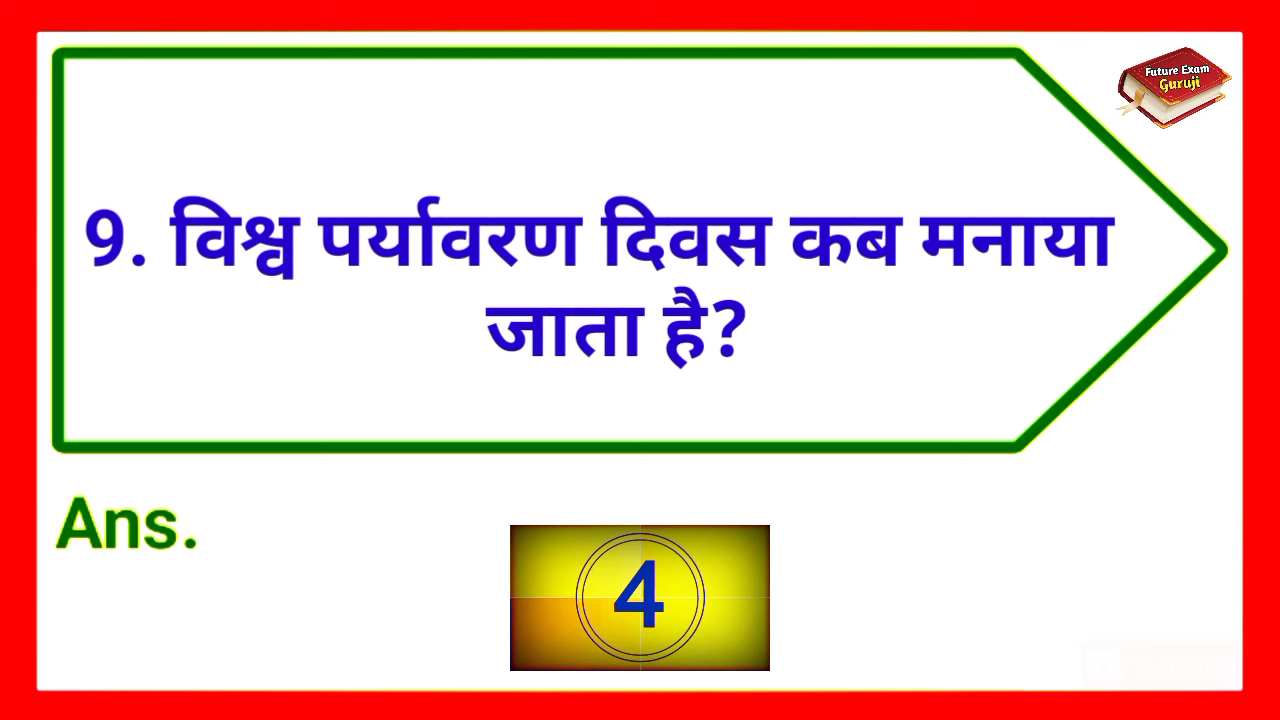 Future Exam
Guruji
9. विश्व पर्यावरण दिवस कब मनाया
जाता है?
Ans.
4